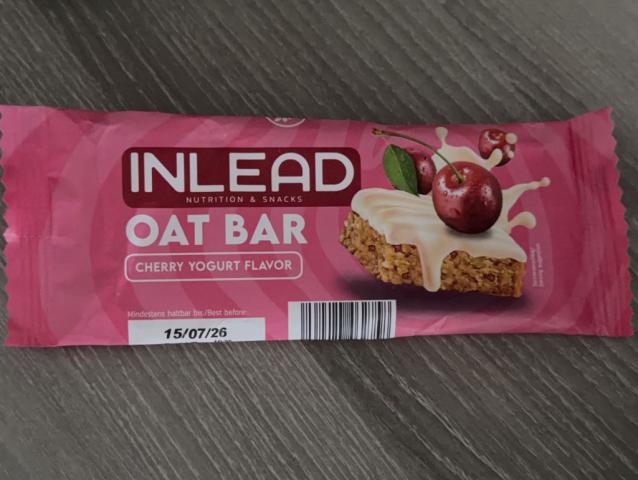 INLEAD
NUTRITION & SNACKS
OAT BAR
CHERRY YOGURT FLAVOR
Mindestens haltbar bis/Best before
15/07/26